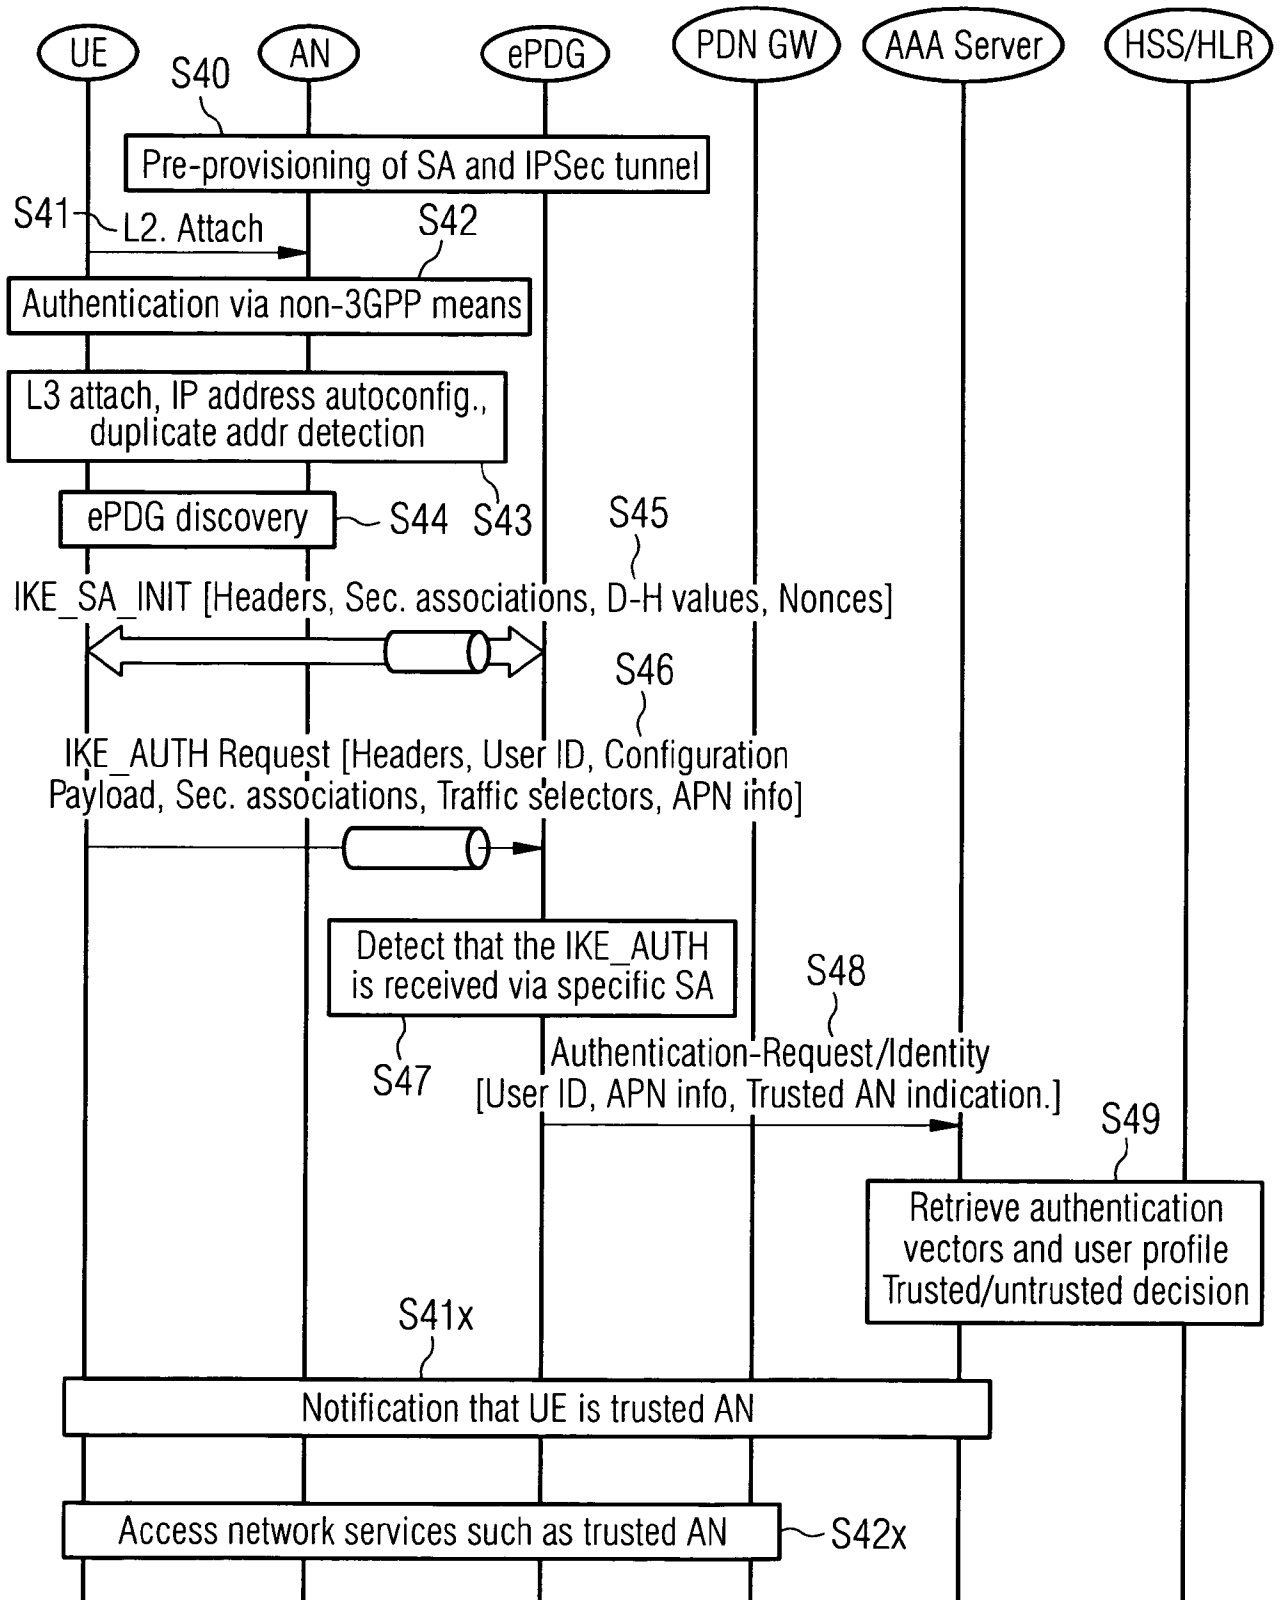 UE
AN
ePDG
PDN GW
AAA Server
HSS/HLR
S40
Pre-provisioning of SA and IPSec tunnel
S41
L2. Attach
S42
Authentication via non-3GPP means
L3 attach, IP address autoconfig.,
duplicate addr detection
S43
ePDG discovery
S44
S45
IKE_SA_INIT [Headers, Sec. associations, D-H values, Nonces]
S46
IKE_AUTH Request [Headers, User ID, Configuration
Payload, Sec. associations, Traffic selectors, APN info]
Detect that the IKE_AUTH
is received via specific SA
S47
S48
Authentication-Request/Identity
[User ID, APN info, Trusted AN indication.]
S49
Retrieve authentication
vectors and user profile
Trusted/untrusted decision
S41x
Notification that UE is trusted AN
Access network services such as trusted AN
S42x